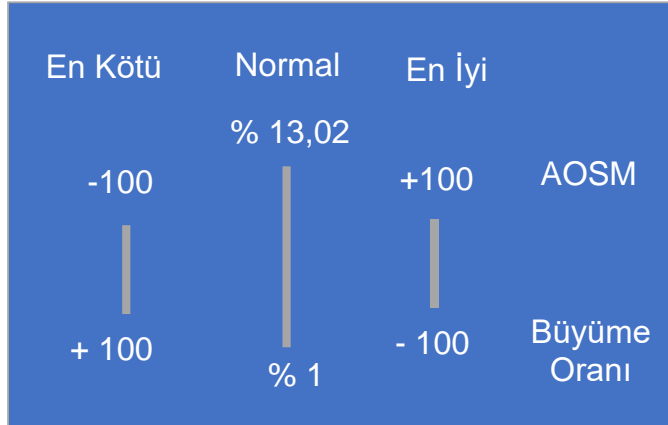 En Kötü Normal En İyi
% 13,02
-100 +100 AOSM
+ 100 - 100 Büyüme
Oranı
% 1